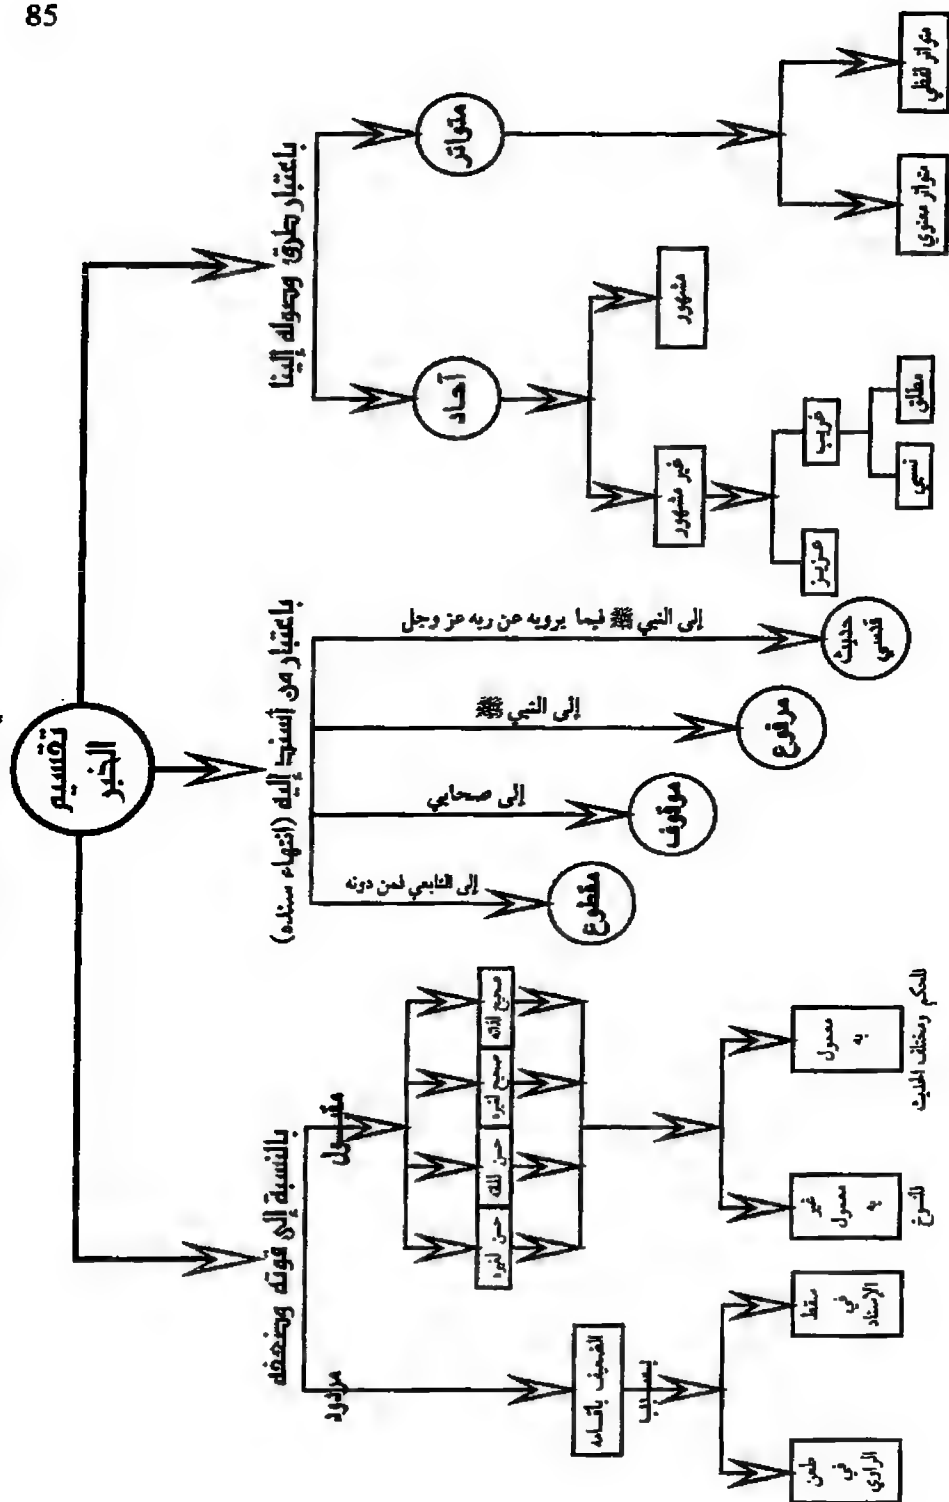 85
تقسيم
الخبر
باعتبار طرق وصوله إلينا
متواتر
متواتر لفظي
متواتر معنوي
آحاد
مشهور
غير مشهور
غريب
مطلق
نسبي
عزيز
باعتبار من أسند إليه (انتهاء سنده)
إلى النبي ﷺ فيما يرويه عن ربه عز وجل
حديث
قدسي
إلى النبي ﷺ
مرفوع
إلى صحابي
موقوف
إلى التابعي فمن دونه
مقطوع
بالنسبة إلى قوته وضعفه
مقبول
صحيح لذاته
صحيح لغيره
حسن لذاته
حسن لغيره
معمول
به
المحكم ومختلف الحديث
غير
معمول
به
المنسوخ
مردود
الضعيف بأقسامه
بسبب
سقط
في
الإسناد
طعن
في
الراوي